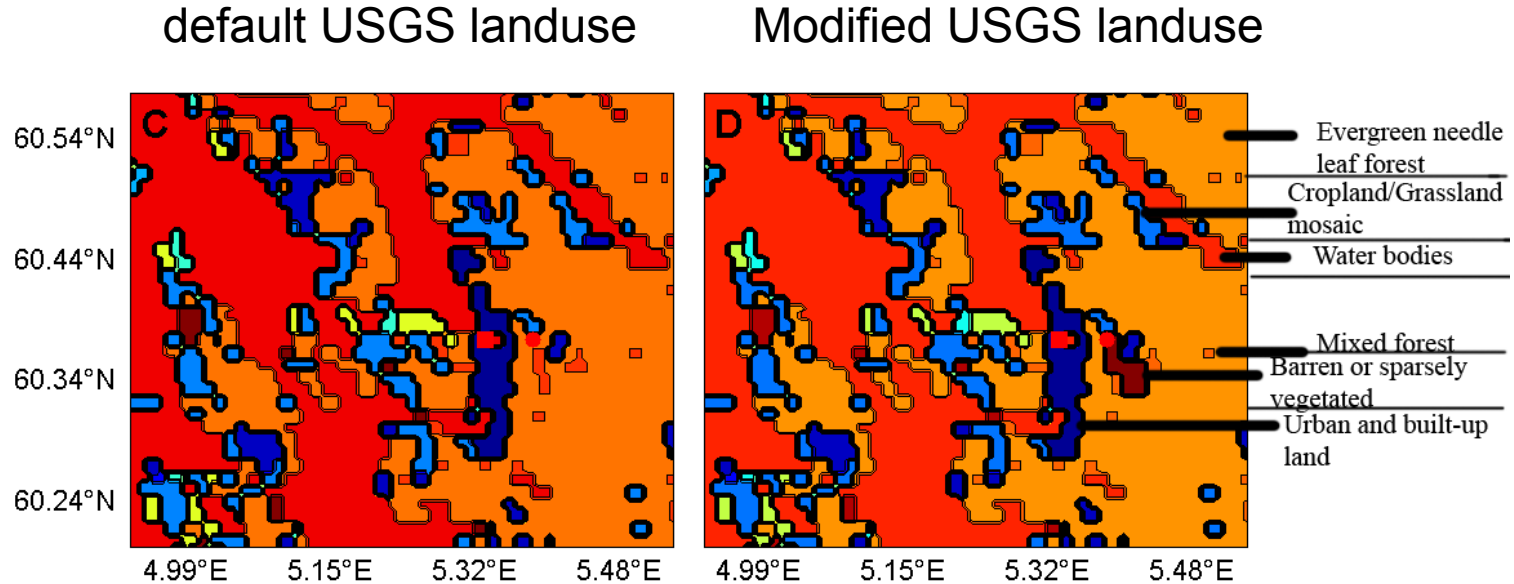 default USGS landuse
Modified USGS landuse
C
D
60.54°N
60.44°N
60.34°N
60.24°N
4.99°E
5.15°E
5.32°E
5.48°E
4.99°E
5.15°E
5.32°E
5.48°E
Evergreen needle
leaf forest
Cropland/Grassland
mosaic
Water bodies
Mixed forest
Barren or sparsely
vegetated
Urban and built-up
land